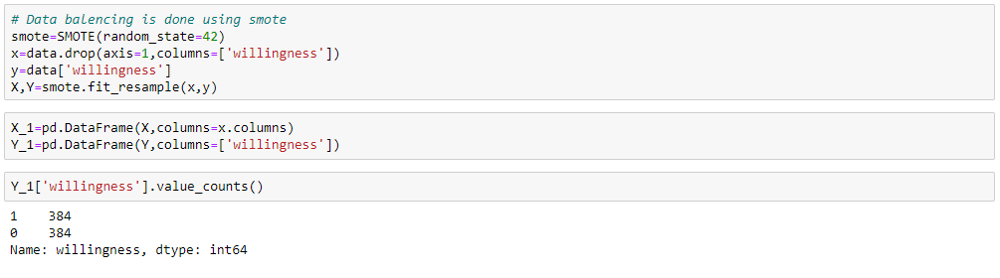 # Data balencing is done using smote
smote=SMOTE(random_state=42)
x=data.drop(axis=1,columns=['willingness'])
y=data['willingness']
X,Y=smote.fit_resample(x,y)
X_1=pd.DataFrame(X,columns=x.columns)
Y_1=pd.DataFrame(Y,columns=['willingness'])
Y_1['willingness'].value_counts()
1    384
0    384
Name: willingness, dtype: int64